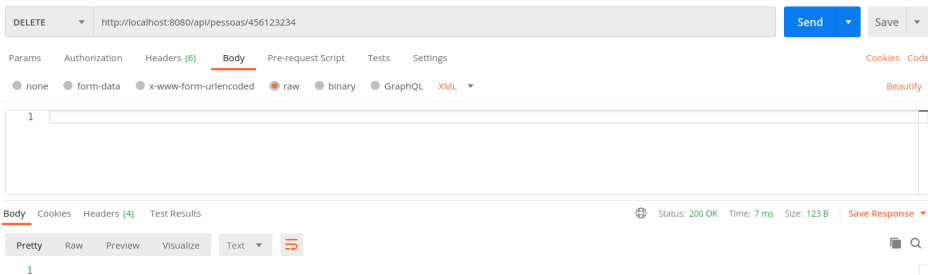 DELETE http://localhost:8080/api/pessoas/456123234 Send Save
Params Authorization Headers (6) Body Pre-request Script Tests Settings Cookies Code
none form-data x-www-form-urlencoded raw binary GraphQL XML Beautify
1
Body Cookies Headers (4) Test Results Status: 200 OK Time: 7 ms Size: 123 B Save Response
Pretty Raw Preview Visualize Text
1